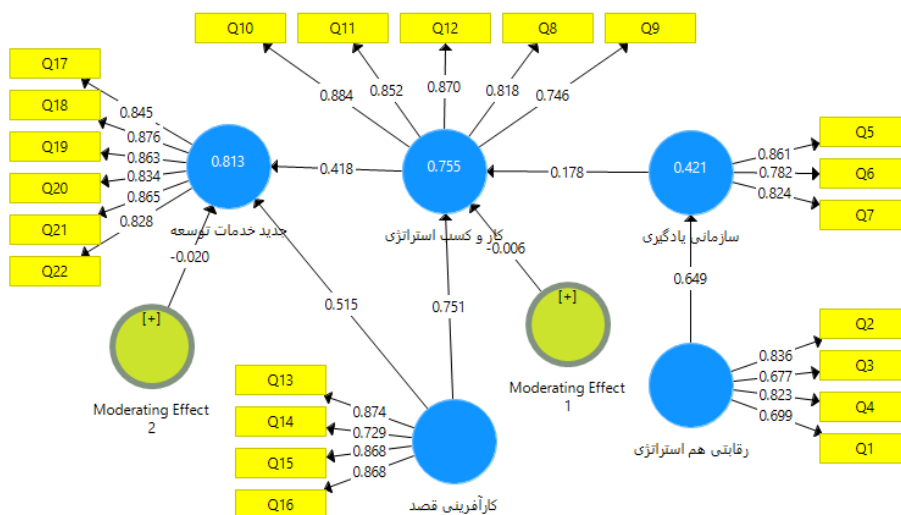 Q10
Q11
Q12
Q8
Q9
Q17
Q18
Q19
Q20
Q21
Q22
0.845
0.876
0.863
0.834
0.865
0.828
0.813
جدید خدمات توسعه
0.884
0.852
0.870
0.818
0.746
0.418
0.755
کار و کسب استراتژی
0.178
0.421
سازمانی یادگیری
0.861
0.782
0.824
Q5
Q6
Q7
-0.020
0.515
0.751
-0.006
0.649
[+]
Moderating Effect
2
[+]
Moderating Effect
1
Q13
Q14
Q15
Q16
0.874
0.729
0.868
0.868
کارآفرینی قصد
0.836
0.677
0.823
0.699
Q2
Q3
Q4
Q1
رقابتی هم استراتژی